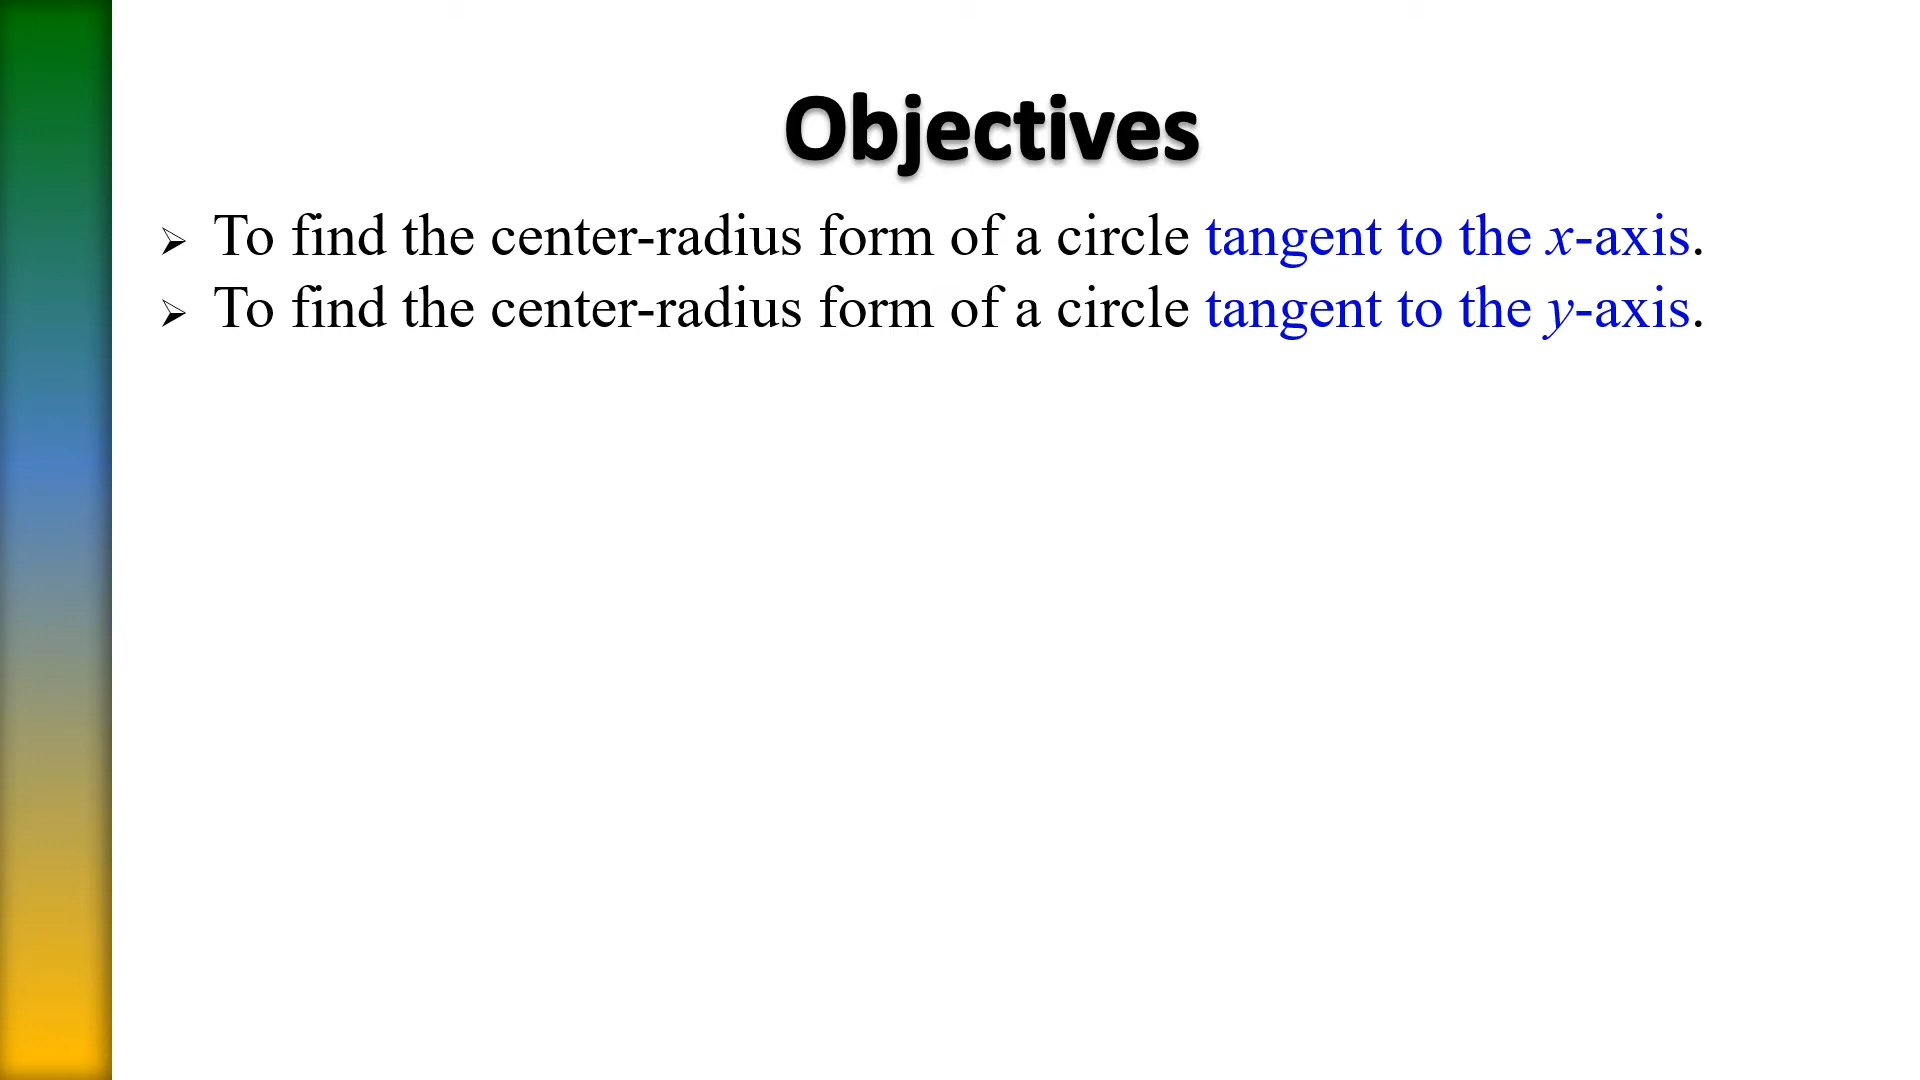 Objectives
➢ To find the center-radius form of a circle tangent to the x-axis.
➢ To find the center-radius form of a circle tangent to the y-axis.